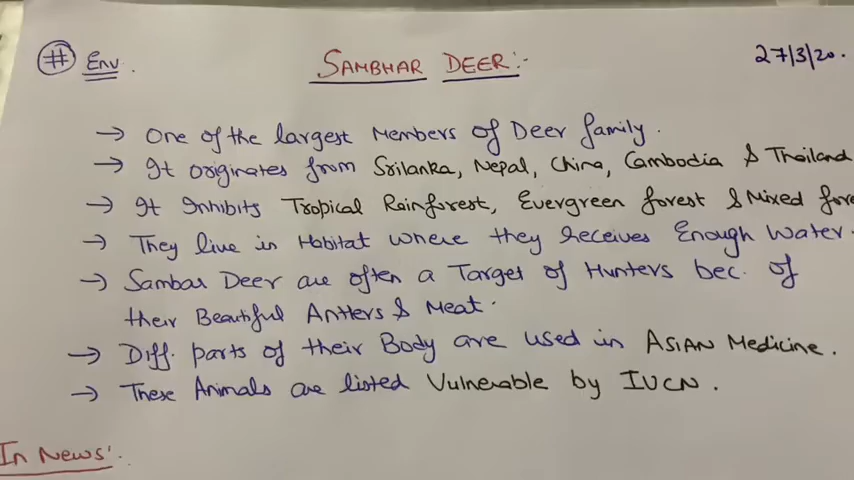 # Env.
SAMBHAR DEER:-
27/3/20.
→ One of the largest Members of Deer family.
→ It originates from Srilanka, Nepal, China, Cambodia & Thailand
→ It Inhibits Tropical Rainforest, Evergreen forest & Mixed fore
→ They live in Habitat where they receives Enough Water.
→ Sambar Deer are often a Target of Hunters bec. of
their Beautiful Antlers & Meat.
→ Diff. parts of their Body are used in ASIAN Medicine.
→ These Animals are listed Vulnerable by IUCN.
In News: